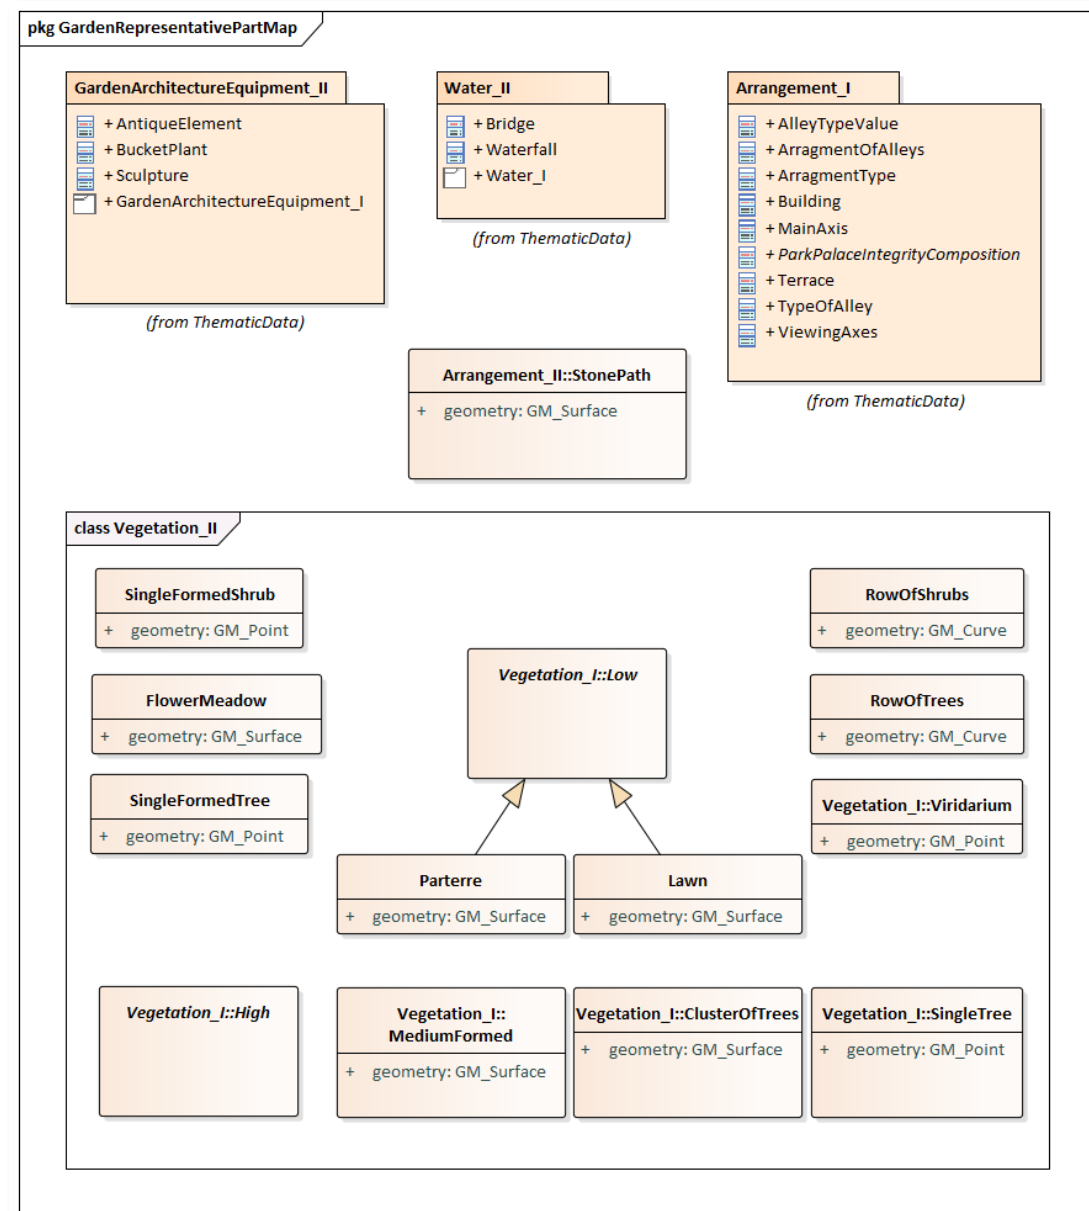 pkg GardenRepresentativePartMap
GardenArchitectureEquipment_II
+ AntiqueElement
+ BucketPlant
+ Sculpture
+ GardenArchitectureEquipment_I
(from ThematicData)
Water_II
+ Bridge
+ Waterfall
+ Water_I
(from ThematicData)
Arrangement_I
+ AlleyTypeValue
+ ArragmentOfAlleys
+ ArragmentType
+ Building
+ MainAxis
+ ParkPalaceIntegrityComposition
+ Terrace
+ TypeOfAlley
+ ViewingAxes
(from ThematicData)
Arrangement_II::StonePath
+ geometry: GM_Surface
class Vegetation_II
SingleFormedShrub
+ geometry: GM_Point
FlowerMeadow
+ geometry: GM_Surface
SingleFormedTree
+ geometry: GM_Point
Vegetation_I::Low
RowOfShrubs
+ geometry: GM_Curve
RowOfTrees
+ geometry: GM_Curve
Vegetation_I::Viridarium
+ geometry: GM_Point
Parterre
+ geometry: GM_Surface
Lawn
+ geometry: GM_Surface
Vegetation_I::High
Vegetation_I::
MediumFormed
+ geometry: GM_Surface
Vegetation_I::ClusterOfTrees
+ geometry: GM_Surface
Vegetation_I::SingleTree
+ geometry: GM_Point